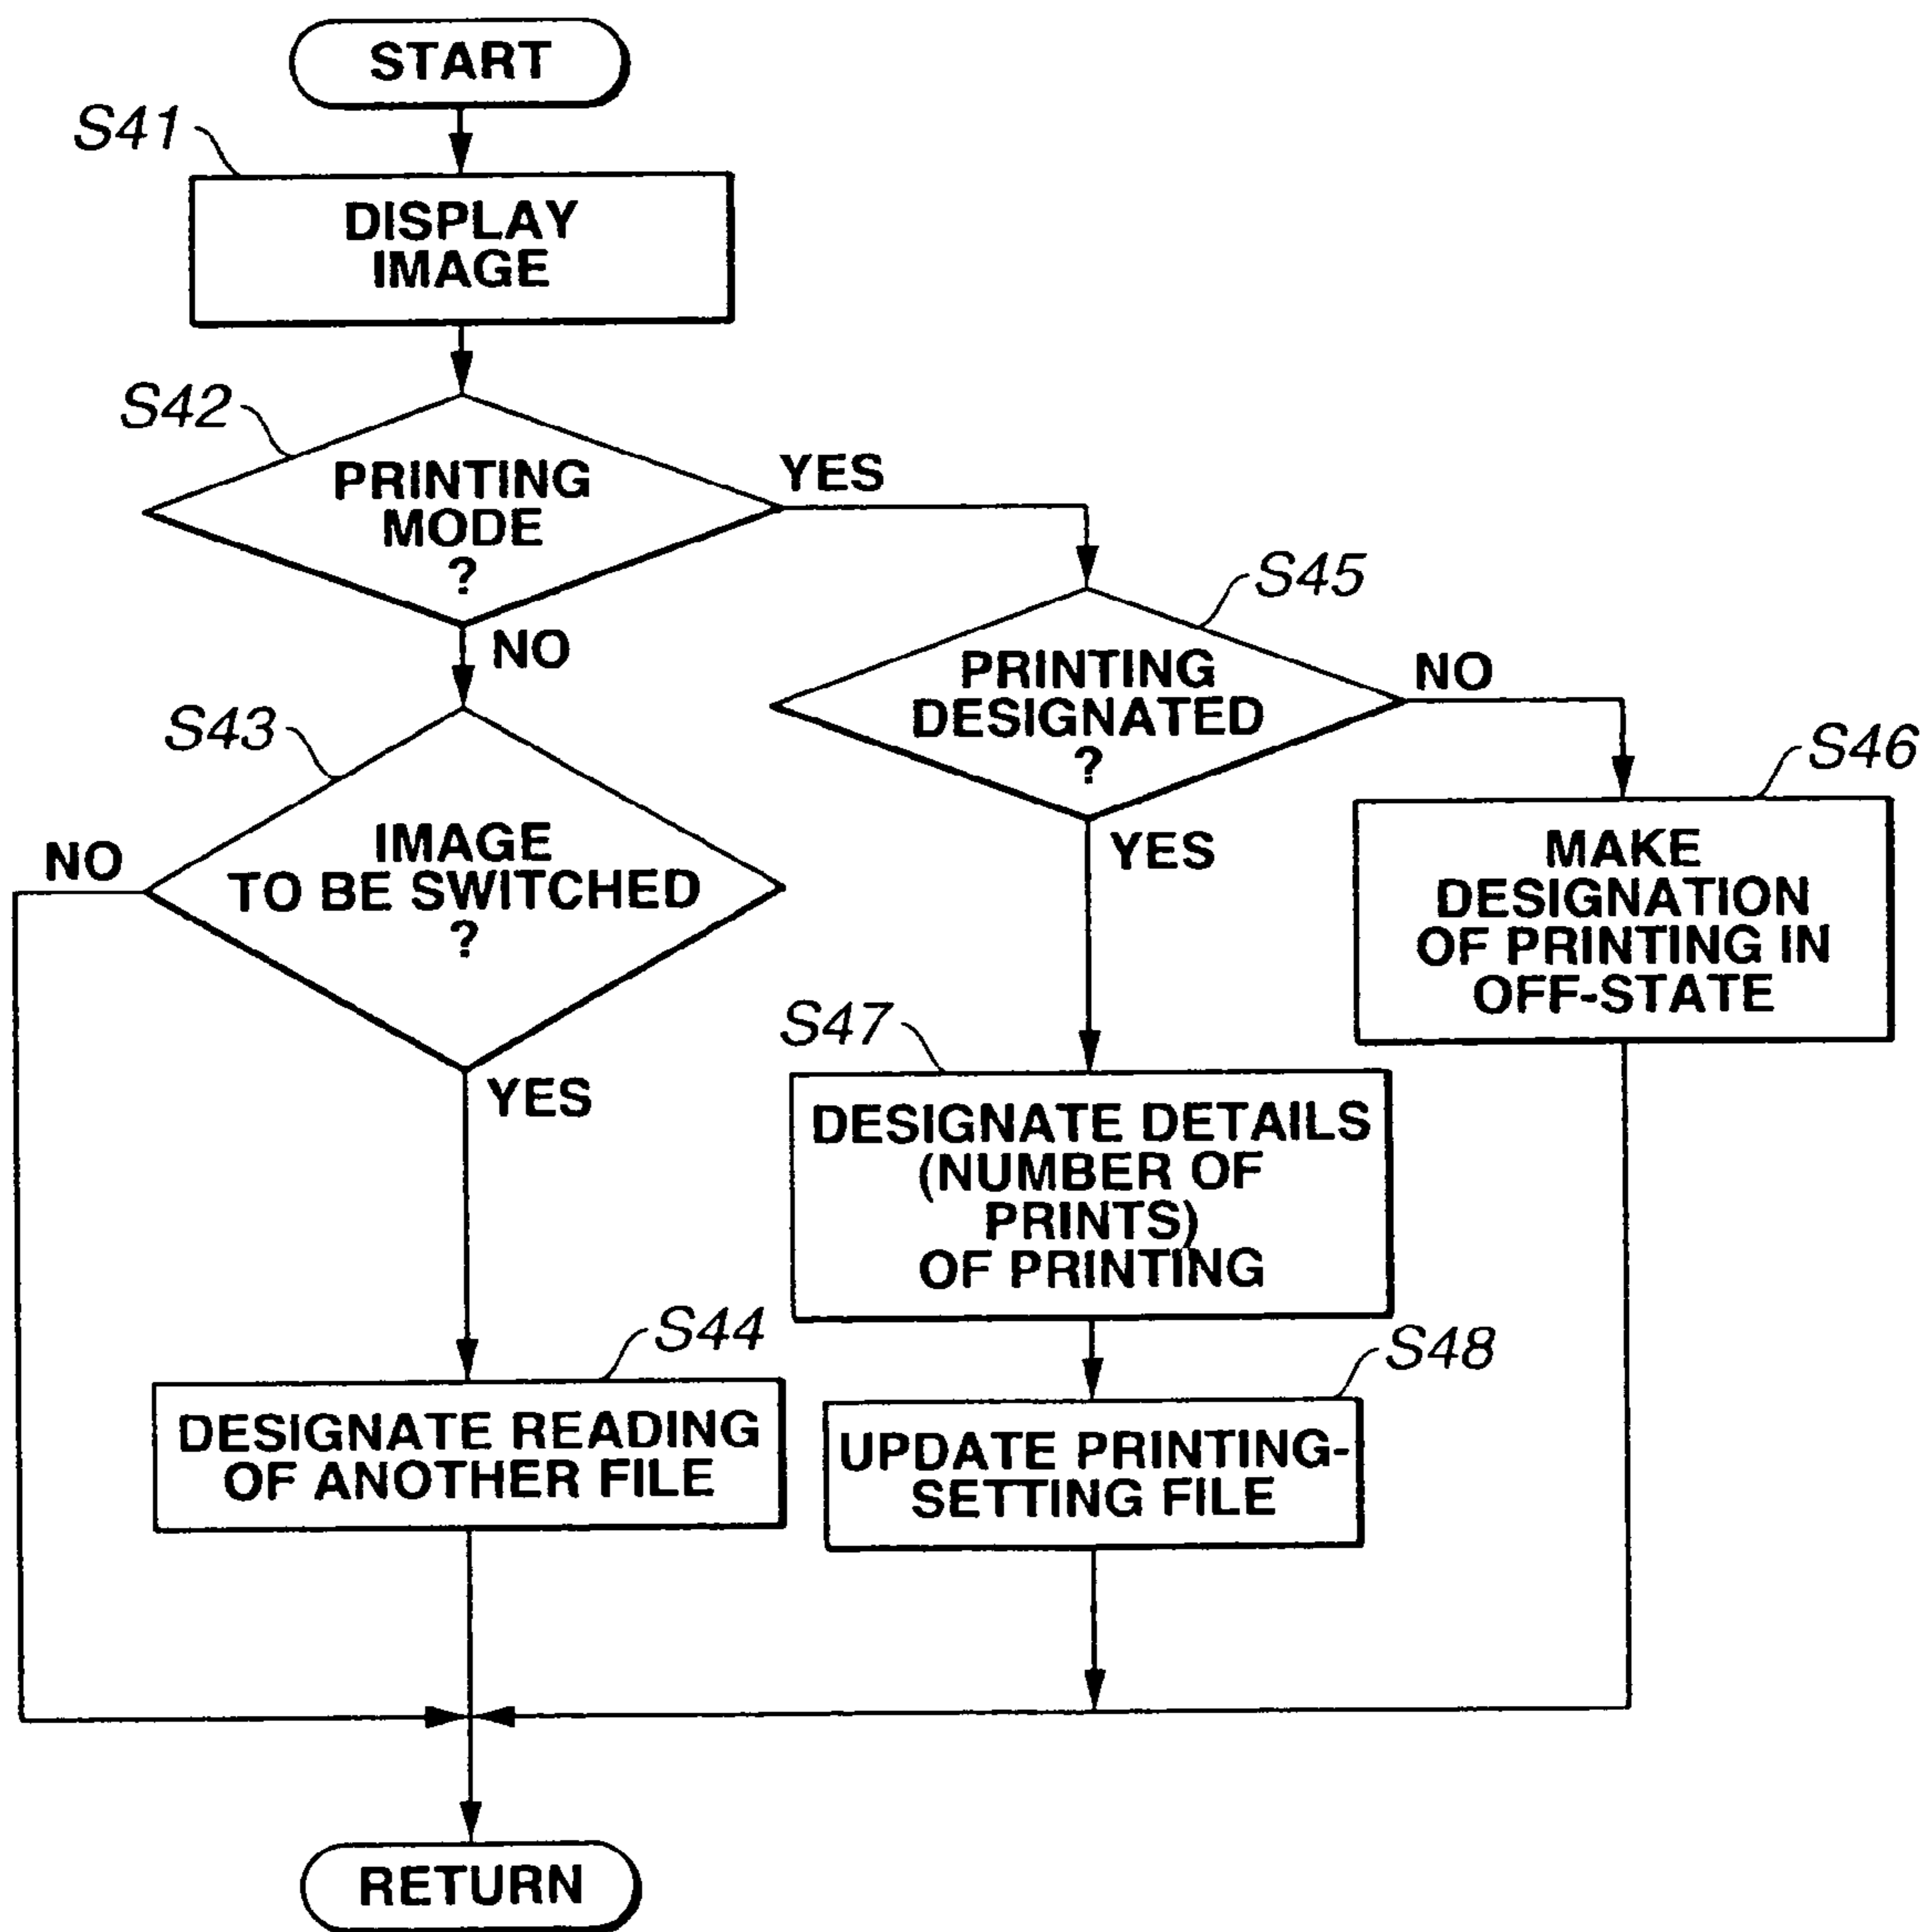 START
S41
DISPLAY
IMAGE
S42
PRINTING
MODE
?
YES
NO
S45
PRINTING
DESIGNATED
?
NO
YES
S43
IMAGE
TO BE SWITCHED
?
NO
YES
S46
MAKE
DESIGNATION
OF PRINTING IN
OFF-STATE
S47
DESIGNATE DETAILS
(NUMBER OF
PRINTS)
OF PRINTING
S44
DESIGNATE READING
OF ANOTHER FILE
S48
UPDATE PRINTING-
SETTING FILE
RETURN